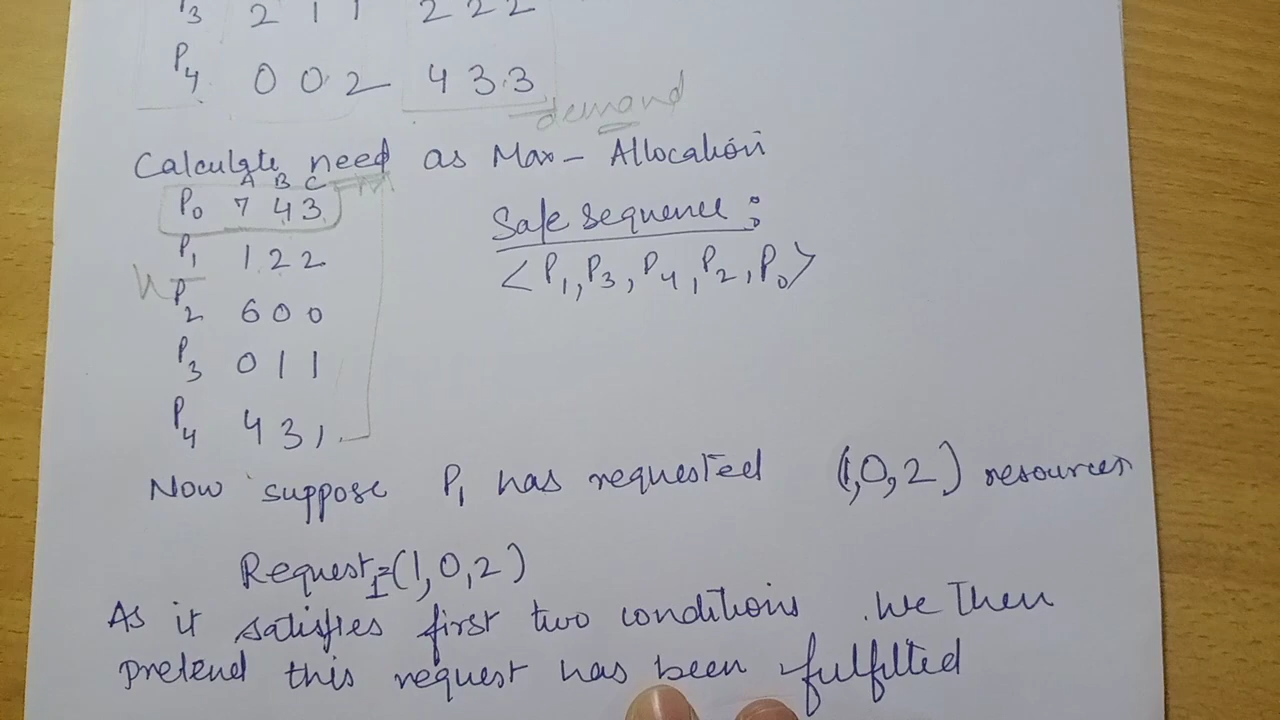 P3 2 1 1 2 2 2
P4 0 0 2 4 3 3
demand
Calculate need as Max - Allocation
A B C
P0 7 4 3
P1 1 2 2
P2 6 0 0
P3 0 1 1
P4 4 3 1
Safe sequence :
< P1, P3, P4, P2, P0 >
Now suppose P1 has requested (1,0,2) resources
Request1=(1,0,2)
As it satisfies first two conditions. We Then
pretend this request has been fulfilled